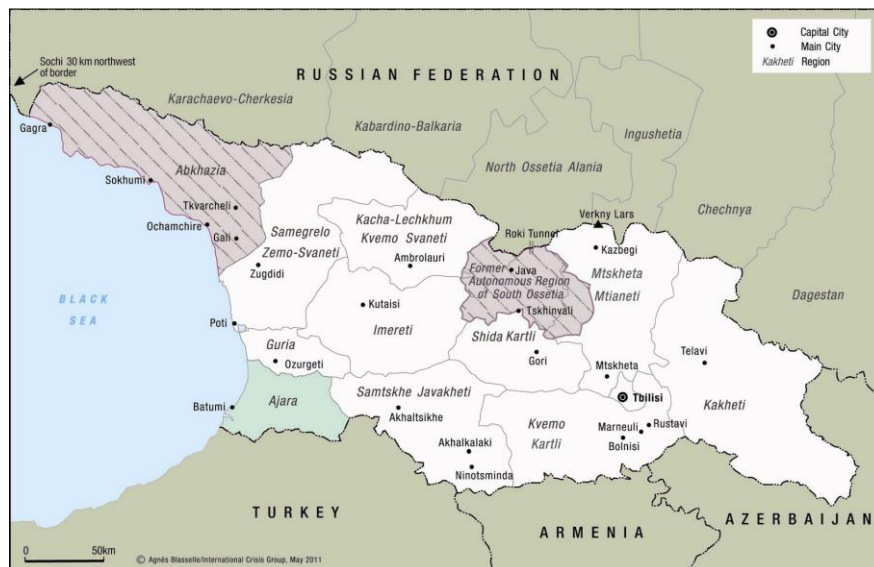 Capital City
Main City
Kakheti Region
Sochi 30 km northwest
of border
RUSSIAN FEDERATION
Karachaevo-Cherkesia
Kabardino-Balkaria
Ingushetia
North Ossetia Alania
Chechnya
Dagestan
Gagra
Abkhazia
Sokhumi
Tkvarcheli
Ochamchire
Gali
Samegrelo
Zemo-Svaneti
Zugdidi
Kacha-Lechkhum
Kvemo Svaneti
Ambrolauri
Roki Tunnel
Verkny Lars
Kazbegi
Former
Java
Autonomous Region
of South Ossetia
Tskhinvali
Mtskheta
Mtianeti
BLACK
SEA
Poti
Kutaisi
Imereti
Shida Kartli
Gori
Guria
Ozurgeti
Mtskheta
Telavi
Tbilisi
Kakheti
Batumi
Ajara
Samtskhe Javakheti
Akhaltsikhe
Kvemo
Kartli
Marneuli
Rustavi
Bolnisi
Akhalkalaki
Ninotsminda
TURKEY
ARMENIA
AZERBAIJAN
0 50km
© Agnès Blasselle/International Crisis Group, May 2011